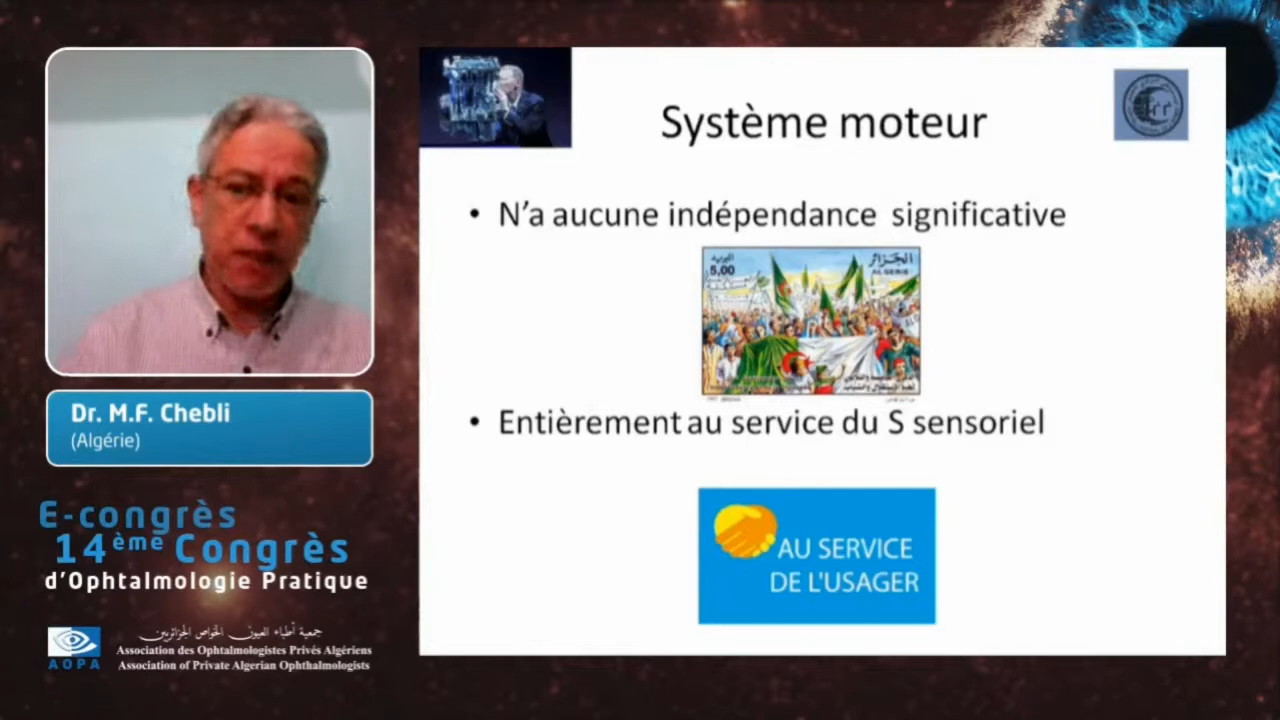 Système moteur
• N’a aucune indépendance significative
البريد
5,00
الجزائر
ALGERIE
• Entièrement au service du S sensoriel
AU SERVICE
DE L'USAGER
Dr. M.F. Chebli
(Algérie)
E-congrès
14ème Congrès
d’Ophtalmologie Pratique
AOPA
جمعية أطباء العيون الخواص الجزائريين
Association des Ophtalmologistes Privés Algériens
Association of Private Algerian Ophthalmologists